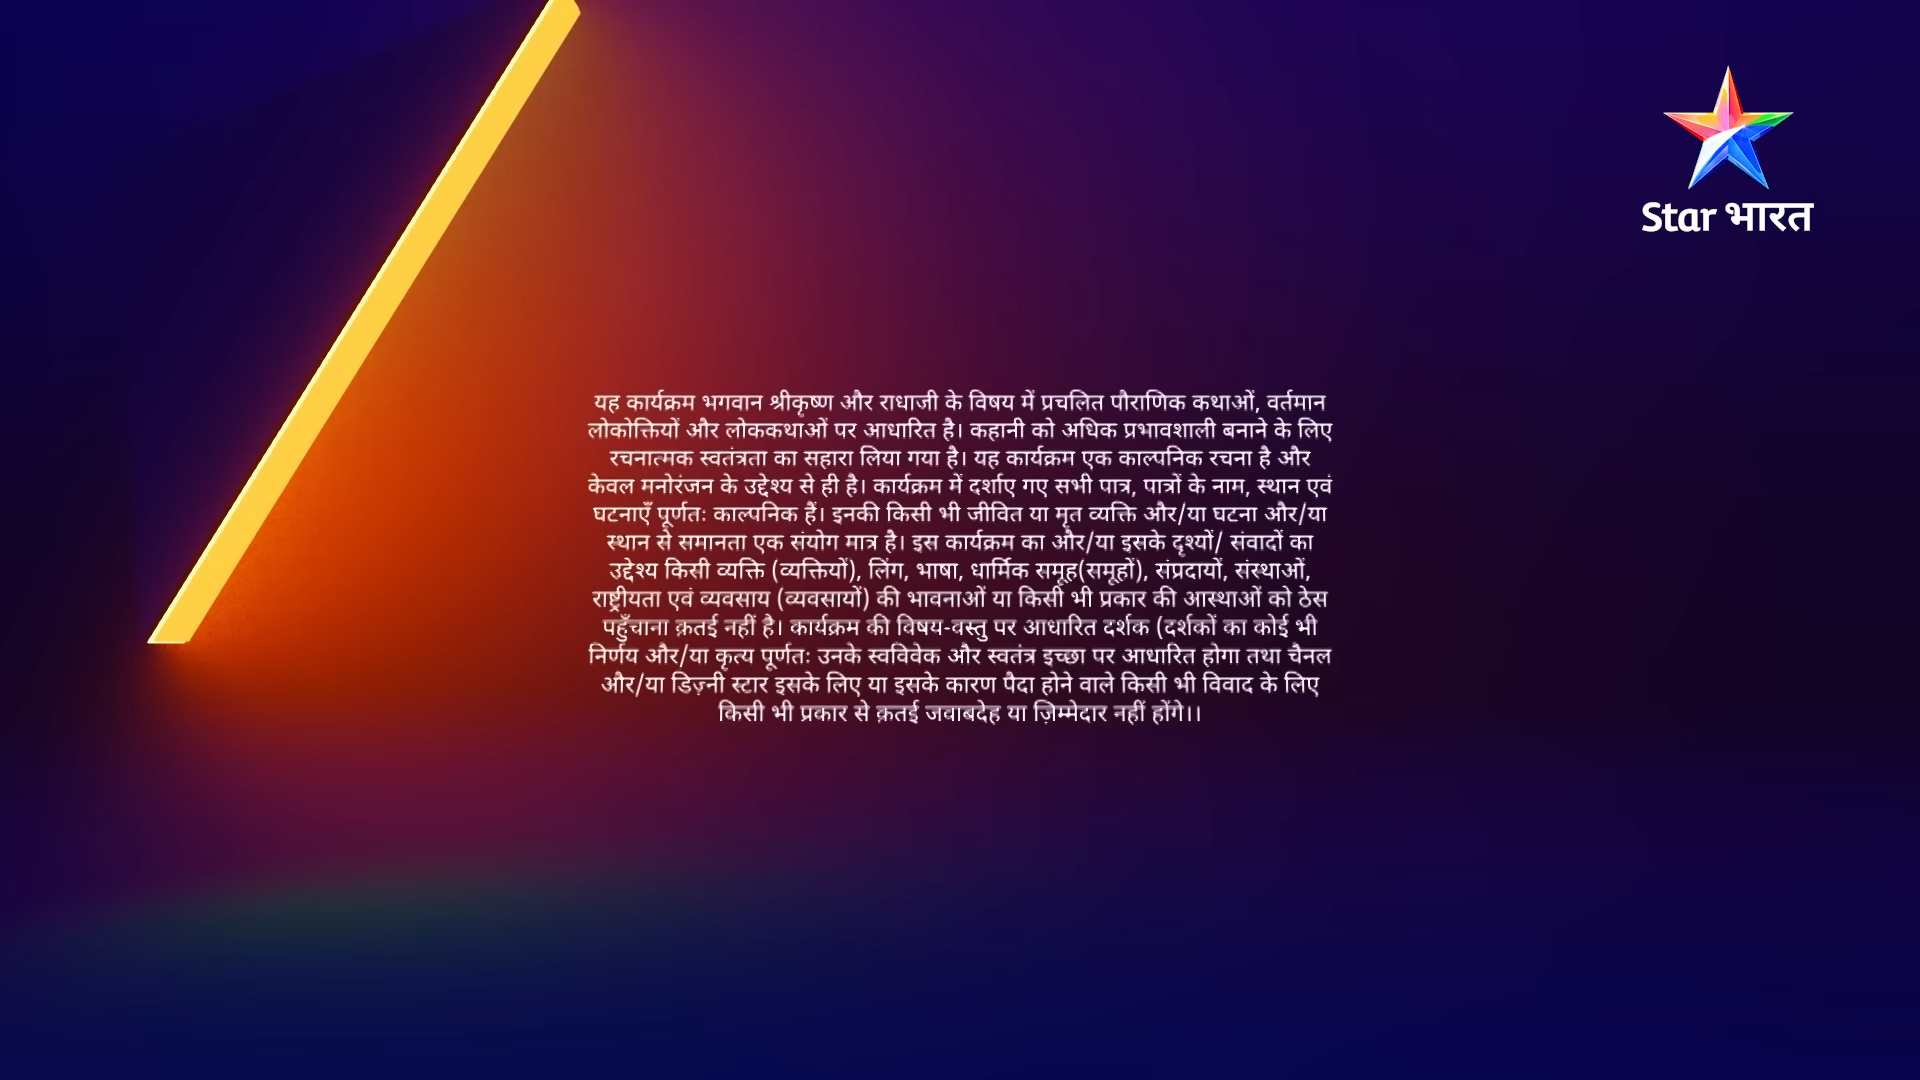 Star भारत
यह कार्यक्रम भगवान श्रीकृष्ण और राधाजी के विषय में प्रचलित पौराणिक कथाओं, वर्तमान
लोकोक्तियों और लोककथाओं पर आधारित है। कहानी को अधिक प्रभावशाली बनाने के लिए
रचनात्मक स्वतंत्रता का सहारा लिया गया है। यह कार्यक्रम एक काल्पनिक रचना है और
केवल मनोरंजन के उद्देश्य से ही है। कार्यक्रम में दर्शाए गए सभी पात्र, पात्रों के नाम, स्थान एवं
घटनाएँ पूर्णतः काल्पनिक हैं। इनकी किसी भी जीवित या मृत व्यक्ति और/या घटना और/या
स्थान से समानता एक संयोग मात्र है। इस कार्यक्रम का और/या इसके दृश्यों/ संवादों का
उद्देश्य किसी व्यक्ति (व्यक्तियों), लिंग, भाषा, धार्मिक समूह(समूहों), संप्रदायों, संस्थाओं,
राष्ट्रीयता एवं व्यवसाय (व्यवसायों) की भावनाओं या किसी भी प्रकार की आस्थाओं को ठेस
पहुँचाना क़तई नहीं है। कार्यक्रम की विषय-वस्तु पर आधारित दर्शक (दर्शकों का कोई भी
निर्णय और/या कृत्य पूर्णतः उनके स्वविवेक और स्वतंत्र इच्छा पर आधारित होगा तथा चैनल
और/या डिज़्नी स्टार इसके लिए या इसके कारण पैदा होने वाले किसी भी विवाद के लिए
किसी भी प्रकार से क़तई जवाबदेह या ज़िम्मेदार नहीं होंगे।।